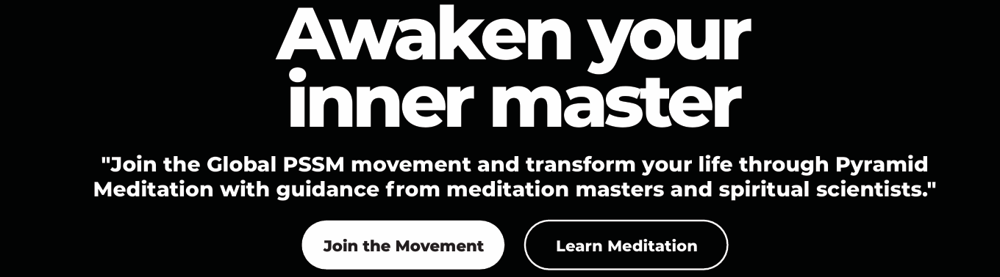 Awaken your
inner master
"Join the Global PSSM movement and transform your life through Pyramid
Meditation with guidance from meditation masters and spiritual scientists."
Join the Movement
Learn Meditation